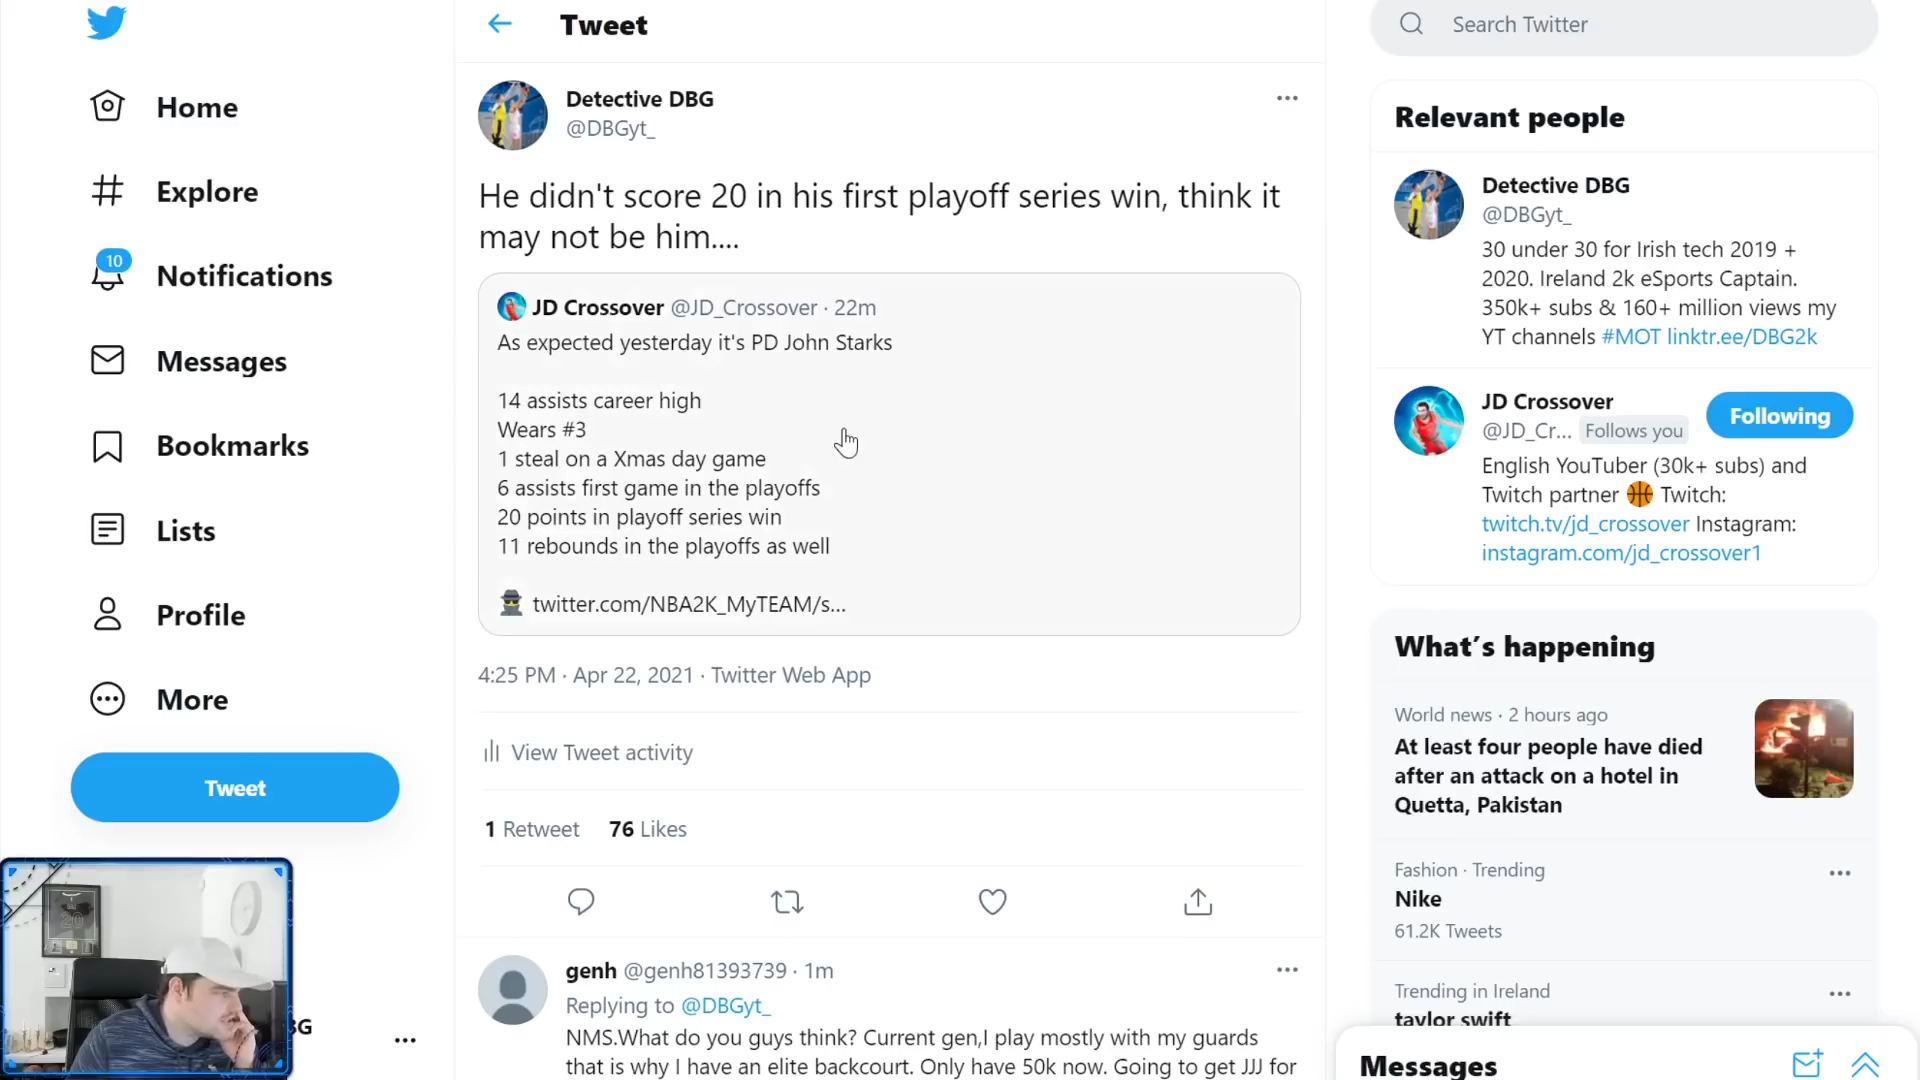 Home
Explore
10
Notifications
Messages
Bookmarks
Lists
Profile
More
Tweet
BG
Tweet
Detective DBG
@DBGyt_
He didn't score 20 in his first playoff series win, think it
may not be him....
JD Crossover @JD_Crossover · 22m
As expected yesterday it's PD John Starks
14 assists career high
Wears #3
1 steal on a Xmas day game
6 assists first game in the playoffs
20 points in playoff series win
11 rebounds in the playoffs as well
twitter.com/NBA2K_MyTEAM/s...
4:25 PM · Apr 22, 2021 · Twitter Web App
View Tweet activity
1 Retweet 76 Likes
genh @genh81393739 · 1m
Replying to @DBGyt_
NMS.What do you guys think? Current gen,I play mostly with my guards
that is why I have an elite backcourt. Only have 50k now. Going to get JJJ for
Search Twitter
Relevant people
Detective DBG
@DBGyt_
30 under 30 for Irish tech 2019 +
2020. Ireland 2k eSports Captain.
350k+ subs & 160+ million views my
YT channels #MOT linktr.ee/DBG2k
JD Crossover
@JD_Cr... Follows you
Following
English YouTuber (30k+ subs) and
Twitch partner Twitch:
twitch.tv/jd_crossover Instagram:
instagram.com/jd_crossover1
What's happening
World news · 2 hours ago
At least four people have died
after an attack on a hotel in
Quetta, Pakistan
Fashion · Trending
Nike
61.2K Tweets
Trending in Ireland
taylor swift
Messages
20